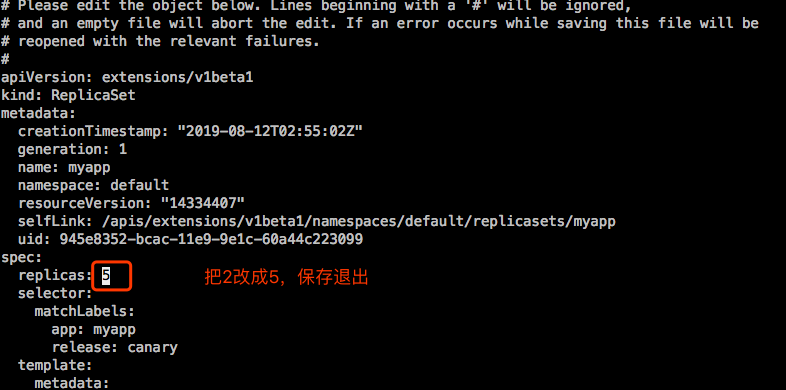 # Please edit the object below. Lines beginning with a '#' will be ignored,
# and an empty file will abort the edit. If an error occurs while saving this file will be
# reopened with the relevant failures.
#
apiVersion: extensions/v1beta1
kind: ReplicaSet
metadata:
  creationTimestamp: "2019-08-12T02:55:02Z"
  generation: 1
  name: myapp
  namespace: default
  resourceVersion: "14334407"
  selfLink: /apis/extensions/v1beta1/namespaces/default/replicasets/myapp
  uid: 945e8352-bcac-11e9-9e1c-60a44c223099
spec:
  replicas: 5 把2改成5，保存退出
  selector:
    matchLabels:
      app: myapp
      release: canary
  template:
    metadata: